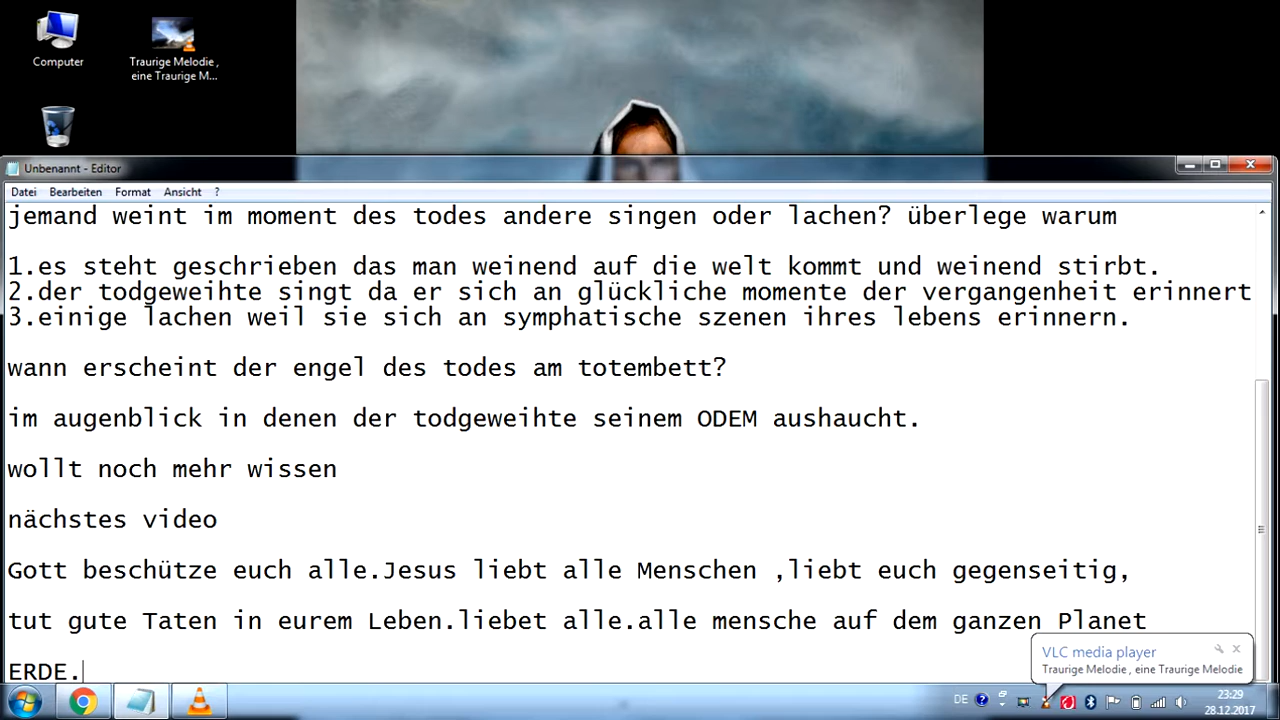 Computer
Traurige Melodie ,
eine Traurige M...
Unbenannt - Editor
Datei Bearbeiten Format Ansicht ?
jemand weint im moment des todes andere singen oder lachen? überlege warum
1.es steht geschrieben das man weinend auf die welt kommt und weinend stirbt.
2.der todgeweihte singt da er sich an glückliche momente der vergangenheit erinnert
3.einige lachen weil sie sich an symphatische szenen ihres lebens erinnern.
wann erscheint der engel des todes am totembett?
im augenblick in denen der todgeweihte seinem ODEM aushaucht.
wollt noch mehr wissen
nächstes video
Gott beschütze euch alle.Jesus liebt alle Menschen ,liebt euch gegenseitig,
tut gute Taten in eurem Leben.liebet alle.alle mensche auf dem ganzen Planet
ERDE.
VLC media player
Traurige Melodie , eine Traurige Melodie
DE
23:29
28.12.2017